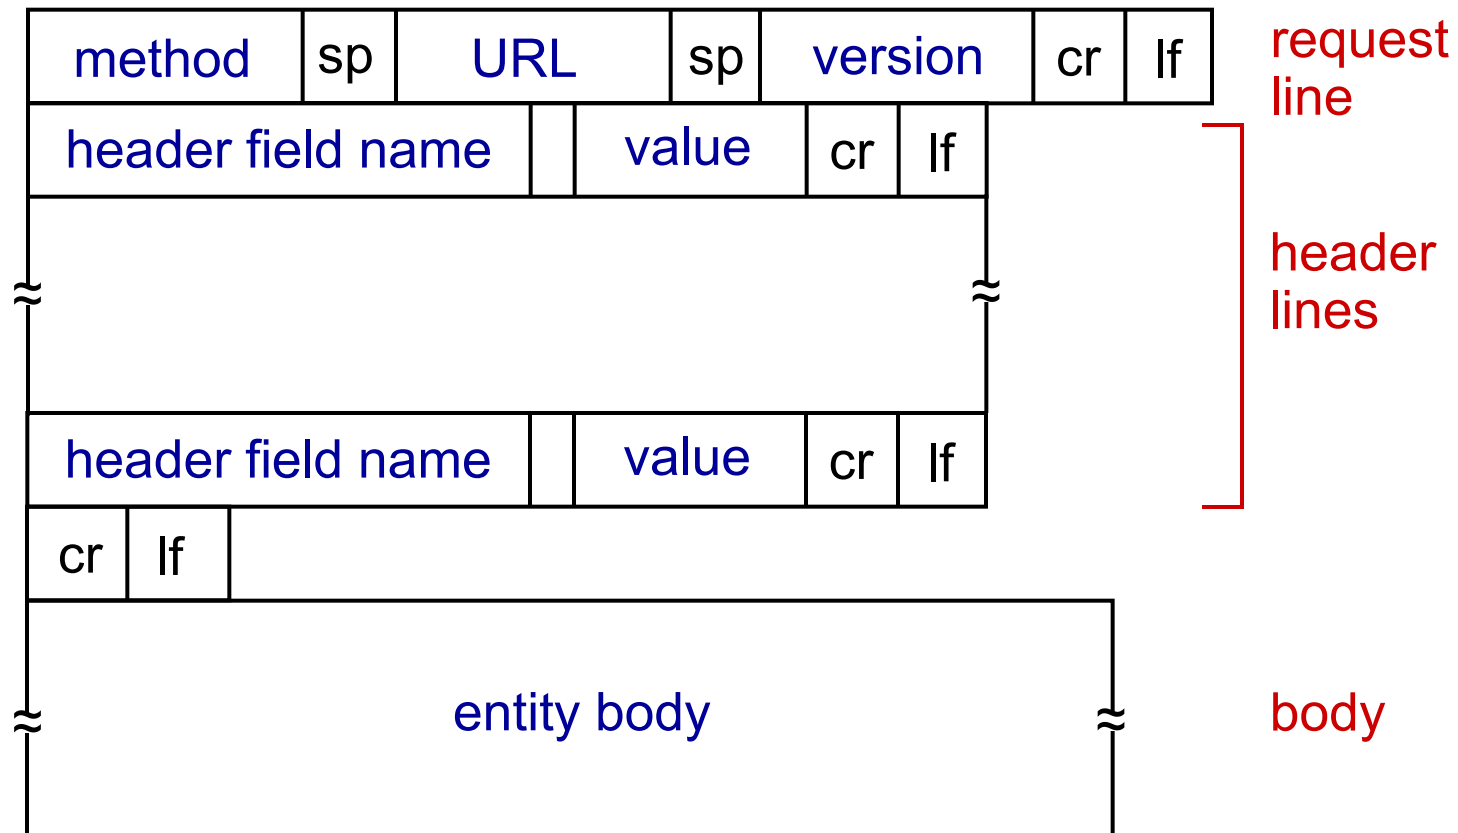 method sp URL sp version cr lf
request
line
header field name value cr lf
header
lines
header field name value cr lf
cr lf
entity body
body